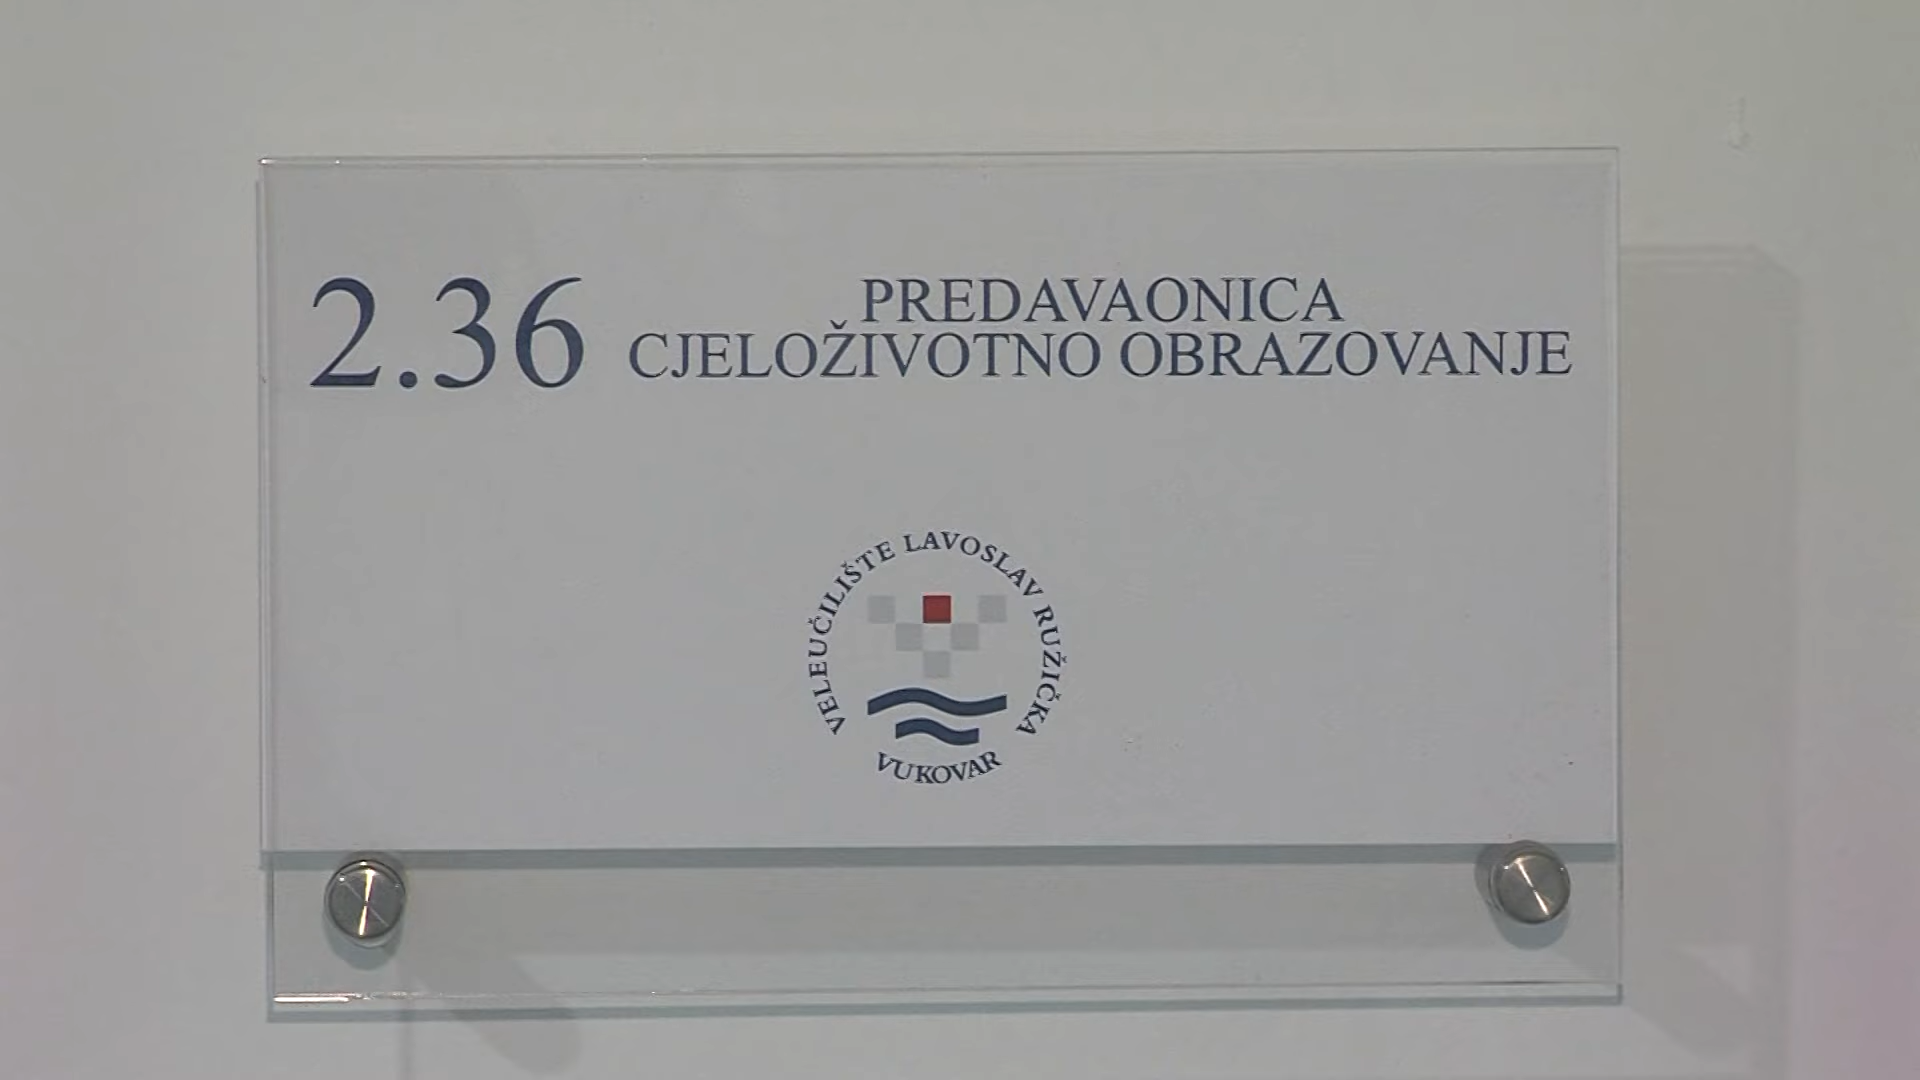 2.36
PREDAVAONICA
CJELOŽIVOTNO OBRAZOVANJE
VELEUČILIŠTE LAVOSLAV RUŽIČKA
VUKOVAR